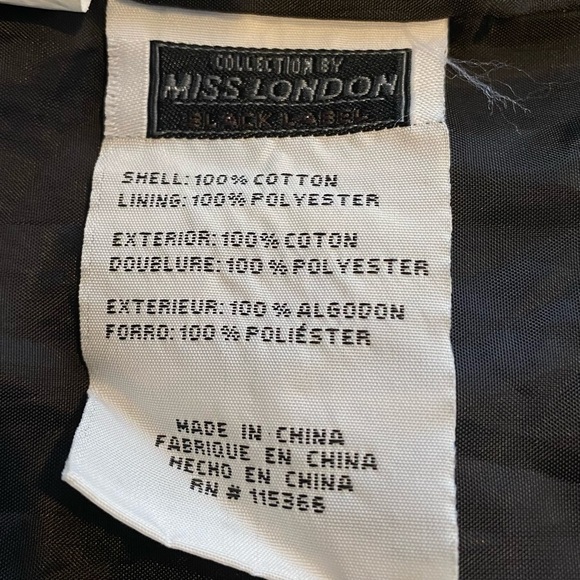 COLLECTION BY
MISS LONDON
BLACK LABEL
SHELL: 100% COTTON
LINING: 100% POLYESTER
EXTERIOR: 100% COTON
DOUBLURE: 100% POLYESTER
EXTERIEUR: 100% ALGODON
FORRO: 100% POLIÉSTER
MADE IN CHINA
FABRIQUE EN CHINA
HECHO EN CHINA
RN # 115366